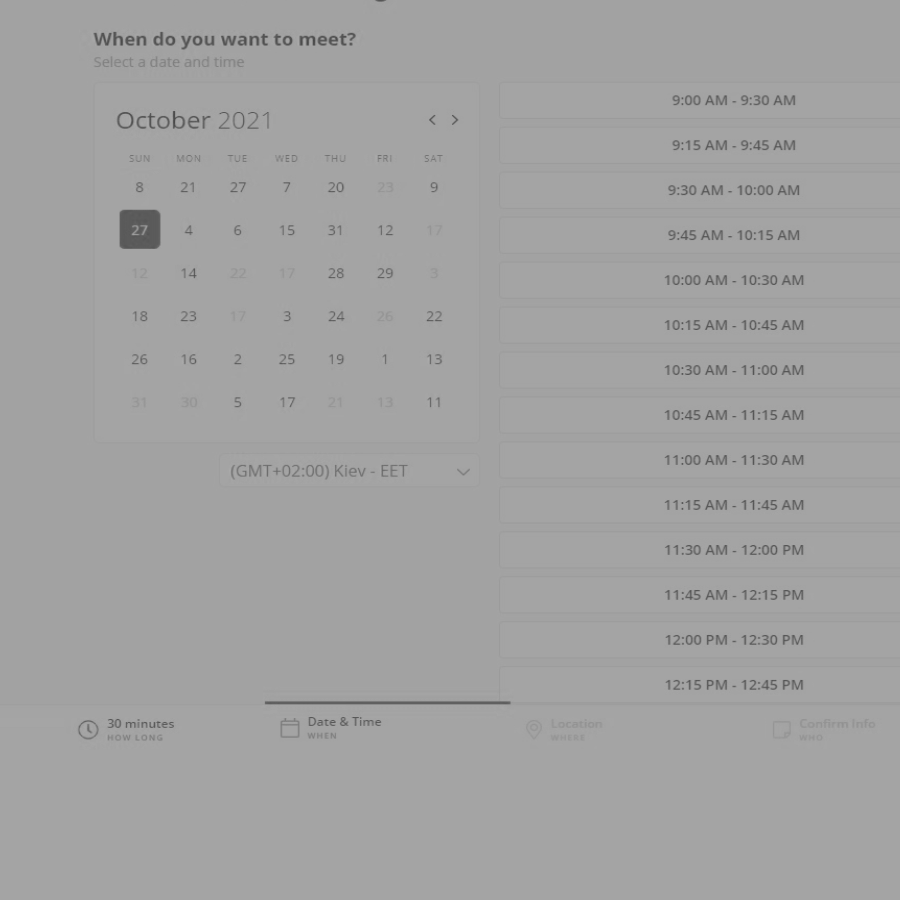 When do you want to meet?
Select a date and time
October 2021
SUN MON TUE WED THU FRI SAT
8 21 27 7 20 23 9
27 4 6 15 31 12 17
12 14 22 17 28 29 3
18 23 17 3 24 26 22
26 16 2 25 19 1 13
31 30 5 17 21 13 11
(GMT+02:00) Kiev - EET
9:00 AM - 9:30 AM
9:15 AM - 9:45 AM
9:30 AM - 10:00 AM
9:45 AM - 10:15 AM
10:00 AM - 10:30 AM
10:15 AM - 10:45 AM
10:30 AM - 11:00 AM
10:45 AM - 11:15 AM
11:00 AM - 11:30 AM
11:15 AM - 11:45 AM
11:30 AM - 12:00 PM
11:45 AM - 12:15 PM
12:00 PM - 12:30 PM
12:15 PM - 12:45 PM
30 minutes
HOW LONG
Date & Time
WHEN
Location
WHERE
Confirm Info
WHO